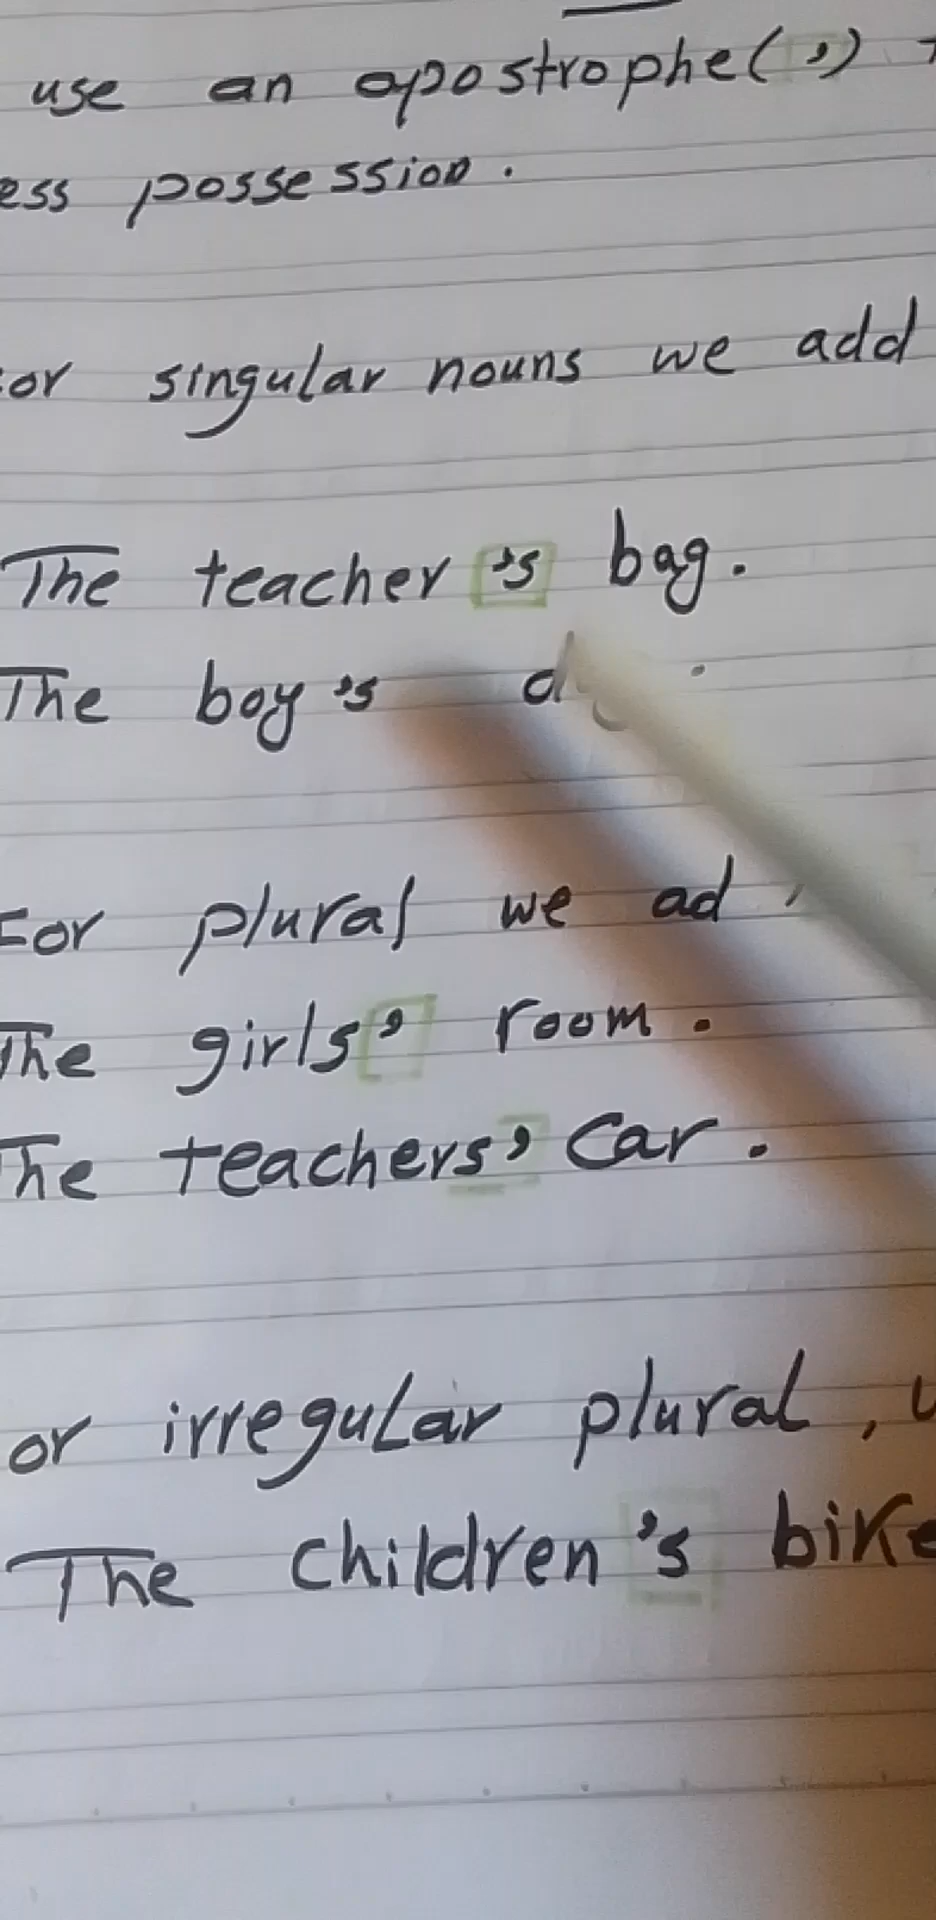 use an apostrophe(,)
ess possession.
or singular nouns we add
The teacher's bag.
The boy's
For plural we ad
The girls' room.
The teachers' car.
or irregular plural,
The children's bike